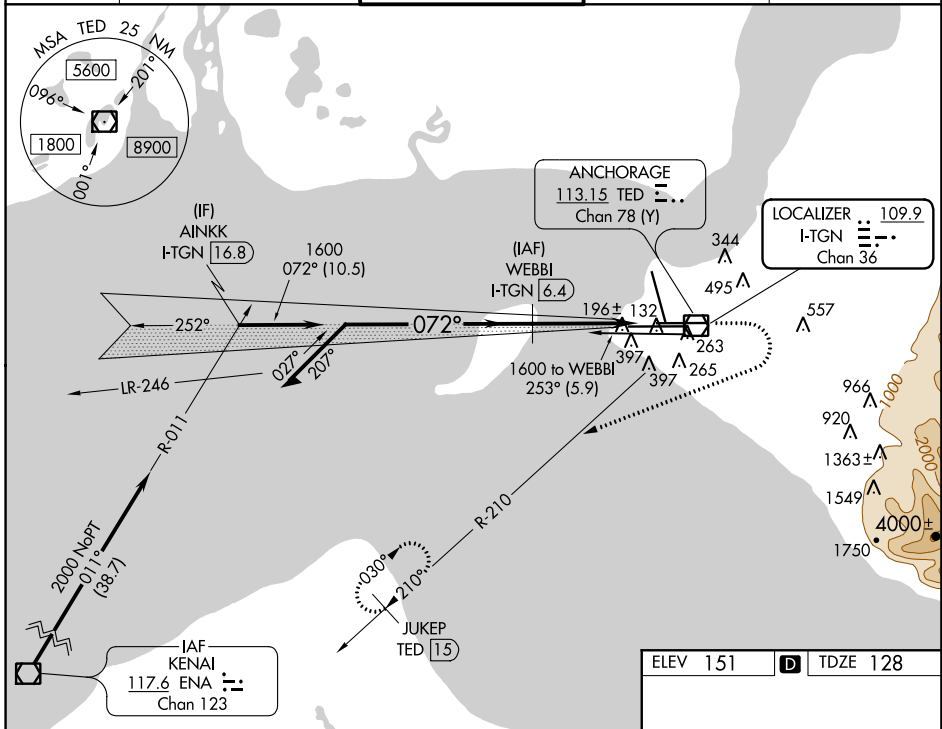 MSA TED 25 NM
5600
201°
096°
1800
8900
001°
ANCHORAGE
113.15 TED
Chan 78 (Y)
LOCALIZER 109.9
I-TGN
Chan 36
(IF)
AINKK
I-TGN 16.8
1600
072° (10.5)
(IAF)
WEBBI
I-TGN 6.4
344
495
557
196± 132
252°
072°
263
397
265
397
027°
207°
1600 to WEBBI
253° (5.9)
LR-246
R-011
966
1000
920
2000
1363±
1549
4000±
1750
R-210
2000 NoPT
011°
(38.7)
030°
210°
JUKEP
TED 15
IAF
KENAI
117.6 ENA
Chan 123
ELEV 151 D TDZE 128